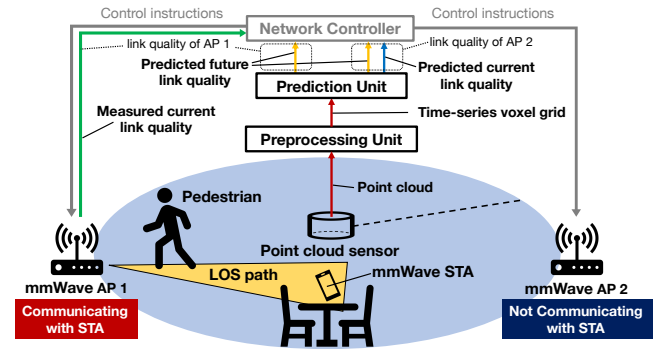 Control instructions
Network Controller
Control instructions
link quality of AP 1
link quality of AP 2
Predicted future
link quality
Predicted current
link quality
Prediction Unit
Measured current
link quality
Time-series voxel grid
Preprocessing Unit
Point cloud
Pedestrian
Point cloud sensor
LOS path
mmWave STA
mmWave AP 1
mmWave AP 2
Communicating
with STA
Not Communicating
with STA